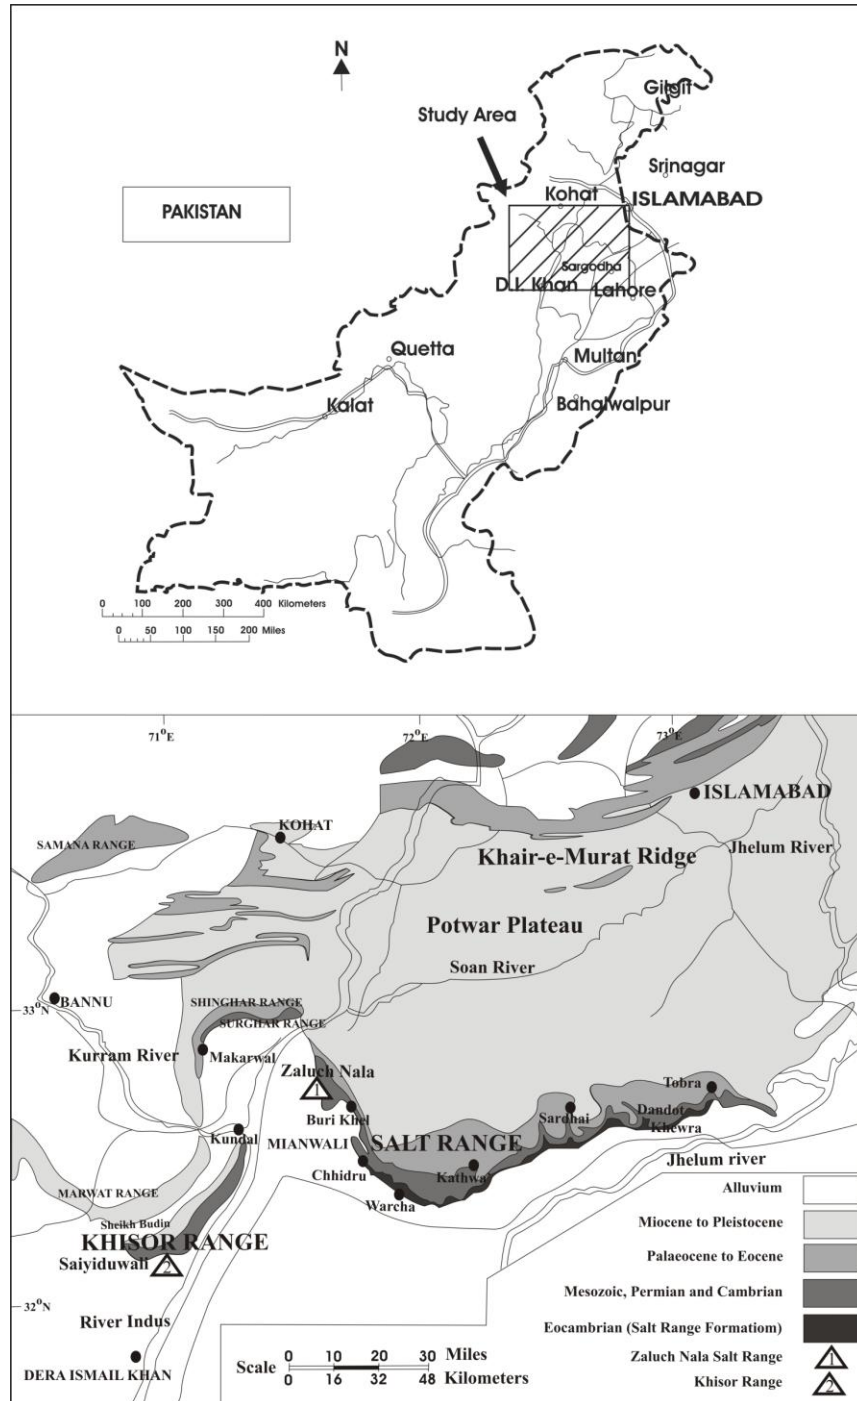 N
Gilgit
Study Area
Srinagar
Kohat
ISLAMABAD
PAKISTAN
Sargodha
D.I. Khan
Lahore
Quetta
Multan
Kalat
Bahalwalpur
0 100 200 300 400 Kilometers
0 50 100 150 200 Miles
71°E
72°E
73°E
ISLAMABAD
KOHAT
SAMANA RANGE
Khair-e-Murat Ridge
Jhelum River
Potwar Plateau
Soan River
BANNU
33°N
SHINGHAR RANGE
SURGHAR RANGE
Kurram River
Makarwal
Zaluch Nala
1
Tobra
Buri Khel
Sardhai
Dandot
Khewra
Kundal
MIANWALI
SALT RANGE
Jhelum river
Chhidru
Kathwa
MARWAT RANGE
Warcha
Sheikh Budin
KHISOR RANGE
Saiyiduwali
2
32°N
River Indus
DERA ISMAIL KHAN
Alluvium
Miocene to Pleistocene
Palaeocene to Eocene
Mesozoic, Permian and Cambrian
Eocambrian (Salt Range Formatiom)
Zaluch Nala Salt Range
1
Khisor Range
2
0 10 20 30 Miles
Scale
0 16 32 48 Kilometers